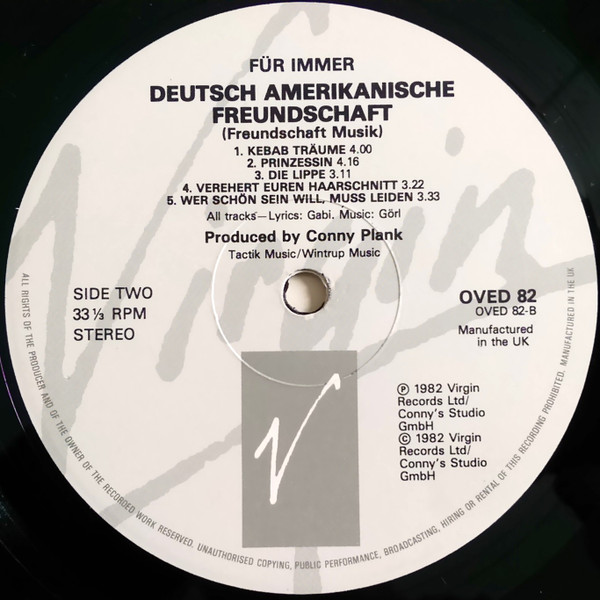 FÜR IMMER
DEUTSCH AMERIKANISCHE
FREUNDSCHAFT
(Freundschaft Musik)
1. KEBAB TRÄUME 4.00
2. PRINZESSIN 4.16
3. DIE LIPPE 3.11
4. VEREHERT EUREN HAARSCHNITT 3.22
5. WER SCHÖN SEIN WILL, MUSS LEIDEN 3.33
All tracks—Lyrics: Gabi. Music: Görl
Produced by Conny Plank
Tactik Music/Wintrup Music
SIDE TWO
33 ⅓ RPM
STEREO
OVED 82
OVED 82-B
Manufactured
in the UK
℗ 1982 Virgin
Records Ltd/
Conny's Studio
GmbH
© 1982 Virgin
Records Ltd/
Conny's Studio
GmbH
ALL RIGHTS OF THE PRODUCER AND OF THE OWNER OF THE RECORDED WORK RESERVED. UNAUTHORISED COPYING, PUBLIC PERFORMANCE, BROADCASTING, HIRING OR RENTAL OF THIS RECORDING PROHIBITED. MANUFACTURED IN THE UK
Virgin
V